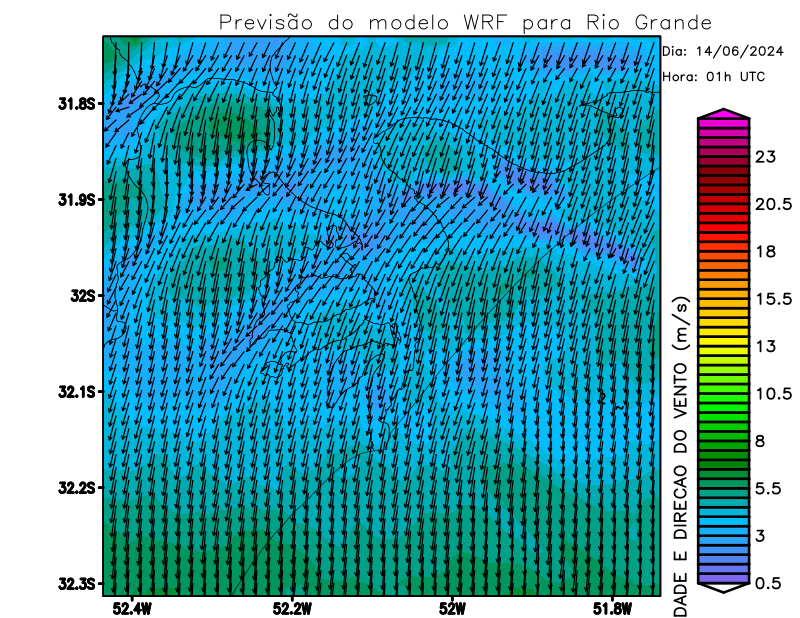 Previsão do modelo WRF para Rio Grande
Dia: 14/06/2024
Hora: 01h UTC
31.8S
31.9S
32S
32.1S
32.2S
32.3S
52.4W
52.2W
52W
51.8W
23
20.5
18
15.5
13
10.5
8
5.5
3
0.5
DADE E DIRECAO DO VENTO (m/s)